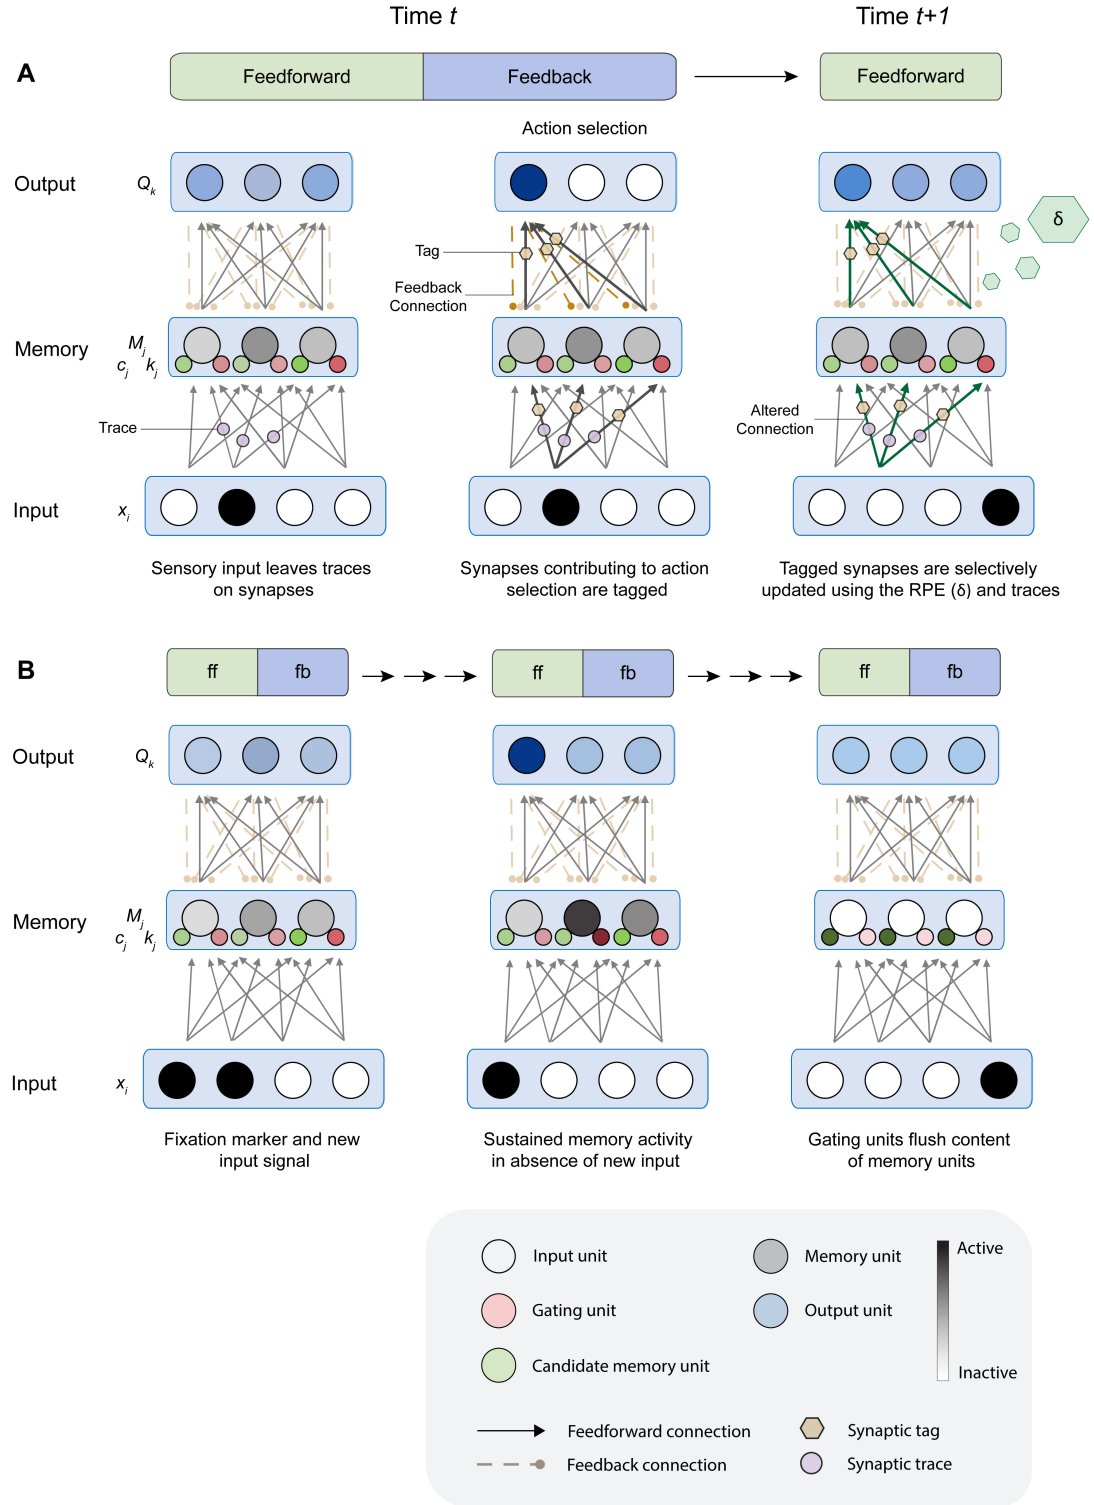 Time t
Time t+1
A
Feedforward
Feedback
Feedforward
Action selection
Output
Qk
δ
Tag
Feedback
Connection
Memory
Mj
cj kj
Trace
Altered
Connection
Input
xi
Sensory input leaves traces
on synapses
Synapses contributing to action
selection are tagged
Tagged synapses are selectively
updated using the RPE (δ) and traces
B
ff
fb
ff
fb
ff
fb
Output
Qk
Memory
Mj
cj kj
Input
xi
Fixation marker and new
input signal
Sustained memory activity
in absence of new input
Gating units flush content
of memory units
Input unit
Memory unit
Active
Gating unit
Output unit
Candidate memory unit
Inactive
Feedforward connection
Synaptic tag
Feedback connection
Synaptic trace